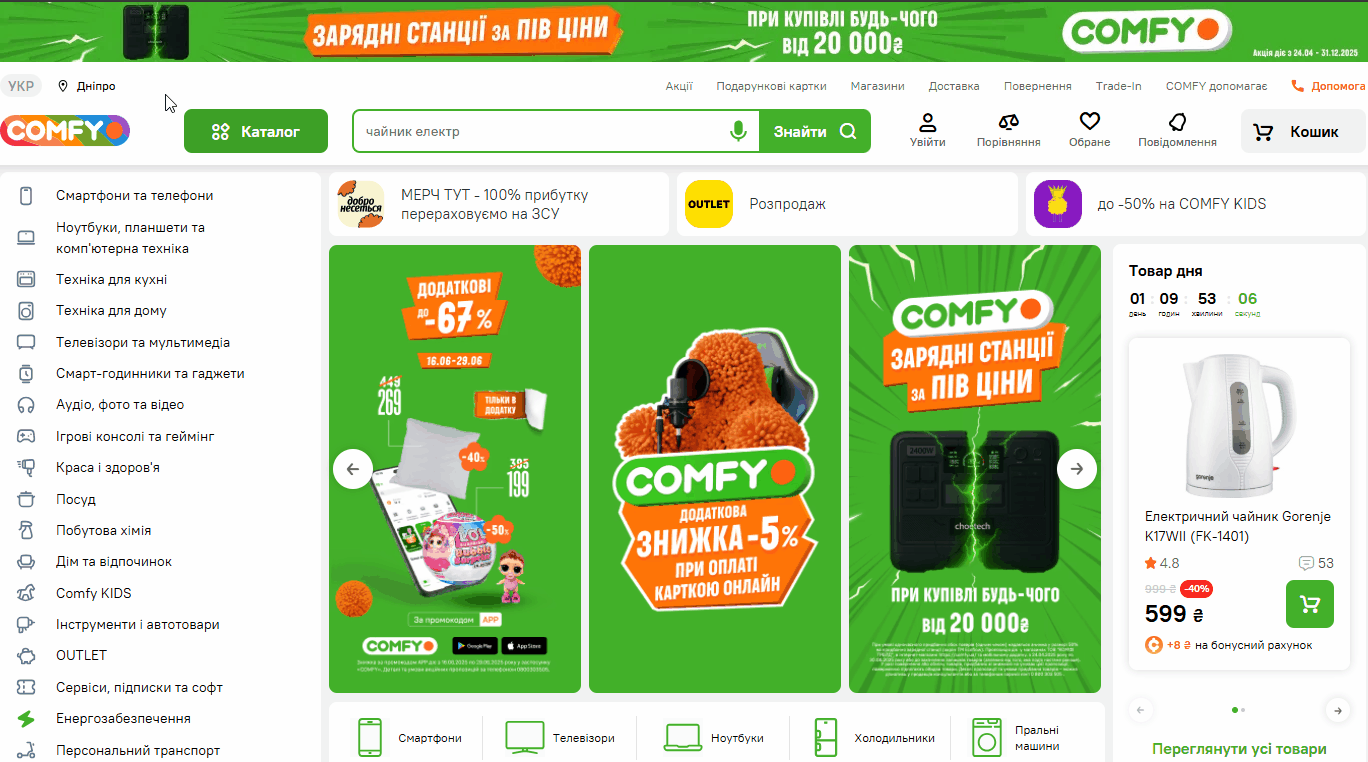 ЗАРЯДНІ СТАНЦІЇ ЗА ПІВ ЦІНИ
ПРИ КУПІВЛІ БУДЬ-ЧОГО
ВІД 20 000₴
COMFY
Акція діє з 24.04 - 31.12.2025
УКР
Дніпро
Акції
Подарункові картки
Магазини
Доставка
Повернення
Trade-In
COMFY допомагає
Допомога
COMFY
Каталог
чайник електр
Знайти
Увійти
Порівняння
Обране
Повідомлення
Кошик
Смартфони та телефони
Ноутбуки, планшети та
комп'ютерна техніка
Техніка для кухні
Техніка для дому
Телевізори та мультимедіа
Смарт-годинники та гаджети
Аудіо, фото та відео
Ігрові консолі та геймінг
Краса і здоров'я
Посуд
Побутова хімія
Дім та відпочинок
Comfy KIDS
Інструменти і автотовари
OUTLET
Сервіси, підписки та софт
Енергозабезпечення
Персональний транспорт
добро
несеться
МЕРЧ ТУТ - 100% прибутку
перераховуємо на ЗСУ
OUTLET
Розпродаж
до -50% на COMFY KIDS
ДОДАТКОВІ
ДО -67%
16.06-29.06
449
269
ТІЛЬКИ В
ДОДАТКУ
-40%
395
199
-50%
За промокодом APP
COMFY
Google Play
App Store
COMFY
ДОДАТКОВА
ЗНИЖКА -5%
ПРИ ОПЛАТІ
КАРТКОЮ ОНЛАЙН
COMFY
ЗАРЯДНІ СТАНЦІЇ
ЗА ПІВ ЦІНИ
2400W
choetech
ПРИ КУПІВЛІ БУДЬ-ЧОГО
ВІД 20 000₴
Товар дня
01 : 09 : 53 : 06
день годин хвилини секунд
gorenje
Електричний чайник Gorenje
K17WII (FK-1401)
4.8
53
999 ₴
-40%
599 ₴
+8 ₴ на бонусний рахунок
Переглянути усі товари
Смартфони
Телевізори
Ноутбуки
Холодильники
Пральні
машини